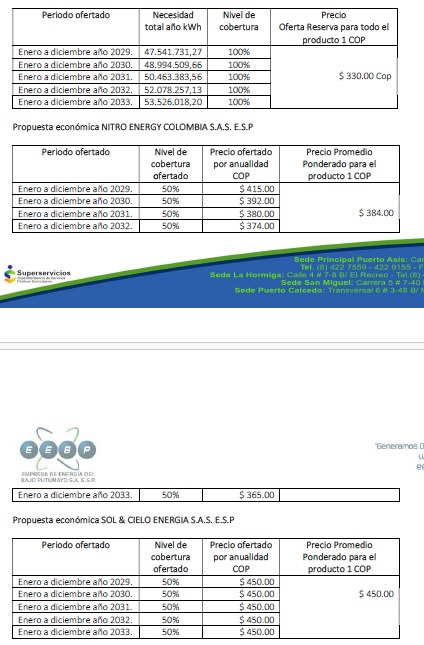 Periodo ofertado Necesidad total año kWh Nivel de cobertura Precio Oferta Reserva para todo el producto 1 COP
Enero a diciembre año 2029. 47.541.731,27 100%
Enero a diciembre año 2030. 48.994.509,66 100%
Enero a diciembre año 2031. 50.463.383,56 100% $ 330.00 Cop
Enero a diciembre año 2032. 52.078.257,13 100%
Enero a diciembre año 2033. 53.526.018,20 100%
Propuesta económica NITRO ENERGY COLOMBIA S.A.S. E.S.P
Periodo ofertado Nivel de cobertura ofertado Precio ofertado por anualidad COP Precio Promedio Ponderado para el producto 1 COP
Enero a diciembre año 2029. 50% $ 415.00
Enero a diciembre año 2030. 50% $ 392.00
Enero a diciembre año 2031. 50% $ 380.00 $ 384.00
Enero a diciembre año 2032. 50% $ 374.00
Superservicios
Sede Principal Puerto Asís:
Tel. (8) 422 7559 - 422 9155 -
Sede La Hormiga: Calle 4 # 7-8 B/ El Recreo - Tel.(8)
Sede San Miguel: Carrera 5 # 7-40
Sede Puerto Caicedo: Transversal 6 # 3-48 B/
E E B P
EMPRESA DE ENERGIA DEL
BAJO PUTUMAYO S.A. E.S.P.
"Generamos
Enero a diciembre año 2033. 50% $ 365.00
Propuesta económica SOL & CIELO ENERGIA S.A.S. E.S.P
Periodo ofertado Nivel de cobertura ofertado Precio ofertado por anualidad COP Precio Promedio Ponderado para el producto 1 COP
Enero a diciembre año 2029. 50% $ 450.00
Enero a diciembre año 2030. 50% $ 450.00 $ 450.00
Enero a diciembre año 2031. 50% $ 450.00
Enero a diciembre año 2032. 50% $ 450.00
Enero a diciembre año 2033. 50% $ 450.00